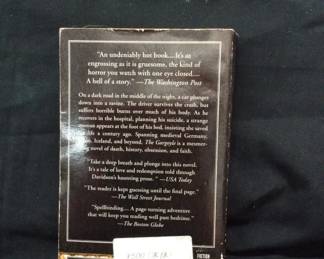 "An undeniably hot book....It's as
engrossing as it is gruesome, the kind of
horror you watch with one eye closed....
A hell of a story." —The Washington Post
On a dark road in the middle of the night, a car plunges
down into a ravine. The driver survives the crash, but
suffers horrible burns over much of his body. As he
recovers in the hospital, planning his suicide, a strange
woman appears at the foot of his bed, insisting she saved
life a century ago. Spanning medieval Germany,
Iceland, and beyond, The Gargoyle is a mesmer-
novel of death, history, obsession, and faith.
"Take a deep breath and plunge into this novel.
It's a tale of love and redemption told through
Davidson's haunting prose." —USA Today
"The reader is kept guessing until the final page."
—The Wall Street Journal
"Spellbinding... A page-turning adventure
that will keep you reading well past bedtime."
—The Boston Globe
FICTION